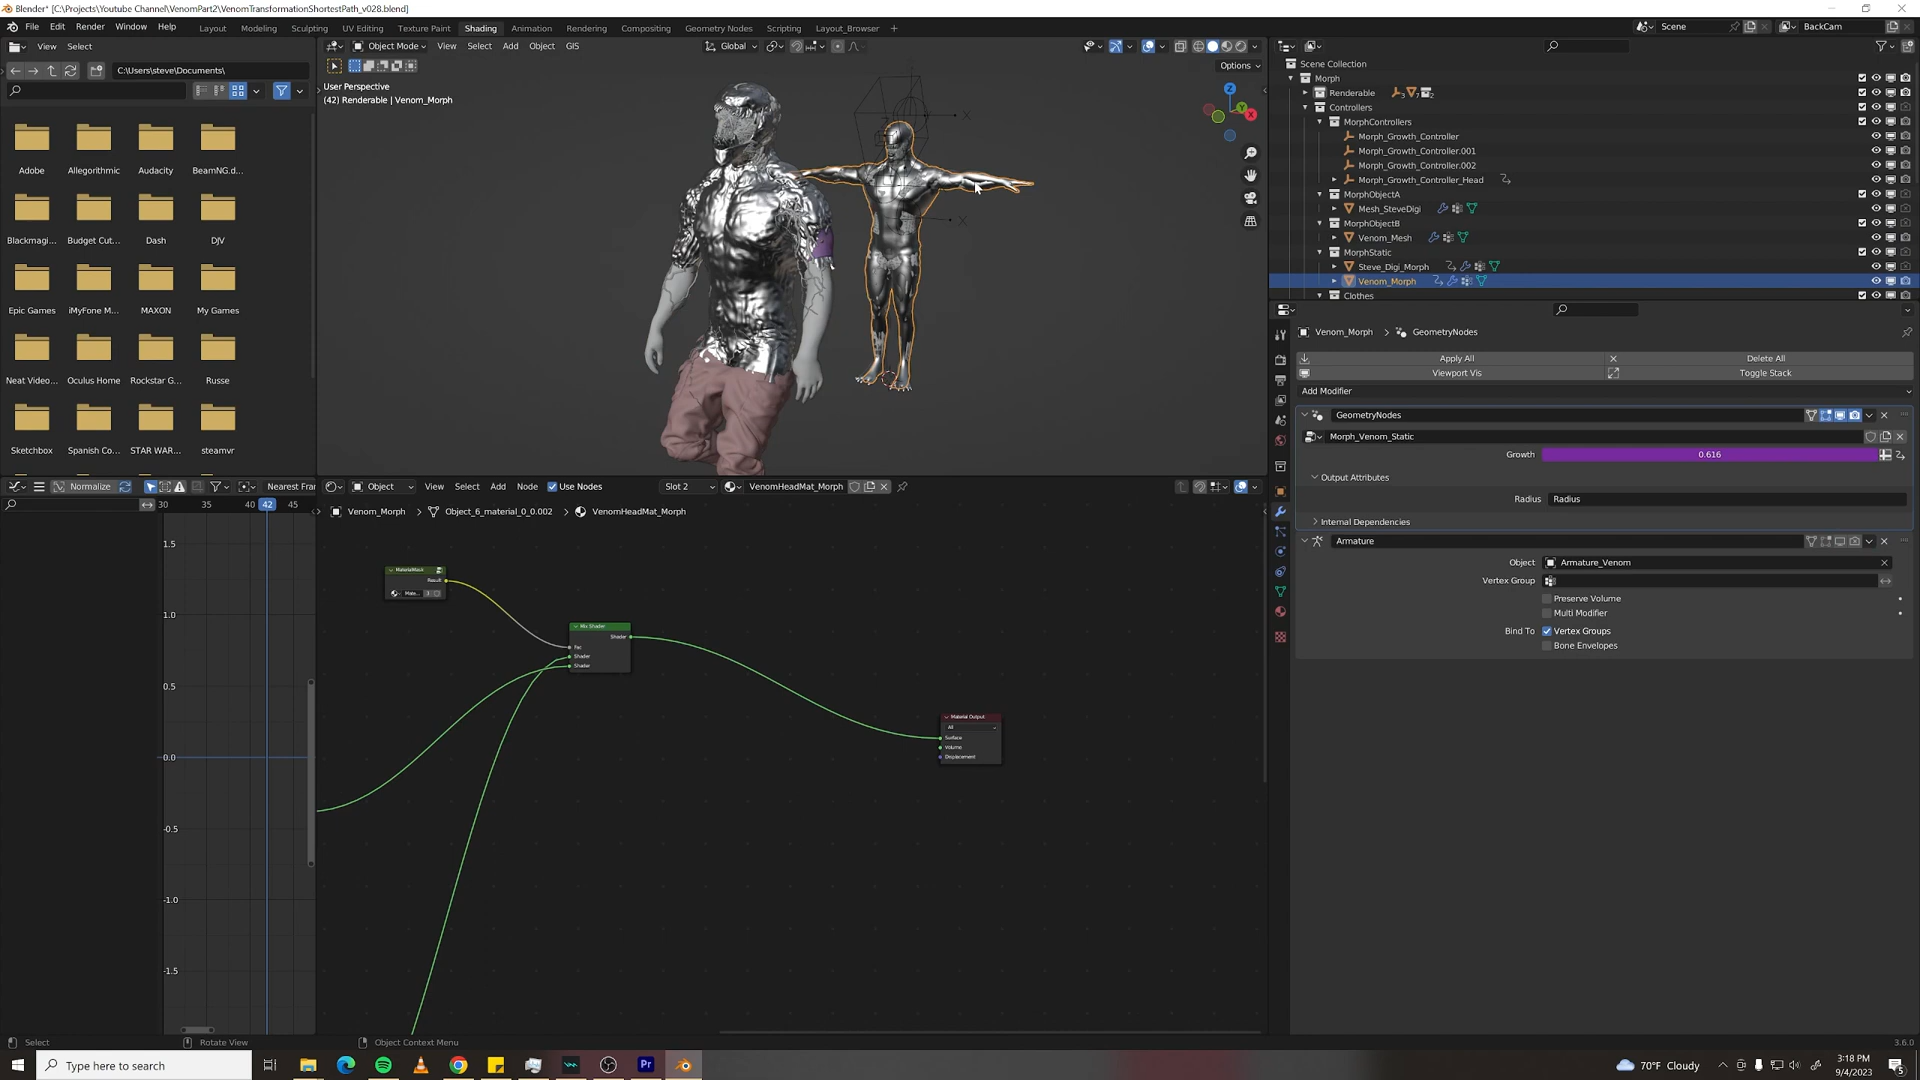 Blender* [C:\Projects\Youtube Channel\VenomPart2\VenomTransformationShortestPath_v028.blend]
File Edit Render Window Help Layout Modeling Sculpting UV Editing Texture Paint Shading Animation Rendering Compositing Geometry Nodes Scripting Layout_Browser + Scene BackCam
View Select
Object Mode View Select Add Object GIS Global
C:\Users\steve\Documents\
Options
User Perspective
(42) Renderable | Venom_Morph
Adobe Allegorithmic Audacity BeamNG.d...
Blackmagi... Budget Cut... Dash DJV
Epic Games iMyFone M... MAXON My Games
Neat Video... Oculus Home Rockstar G... Russe
Sketchbox Spanish Co... STAR WAR... steamvr
X
X
Z
Y
X
Scene Collection
Morph
Renderable
Controllers
MorphControllers
Morph_Growth_Controller
Morph_Growth_Controller.001
Morph_Growth_Controller.002
Morph_Growth_Controller_Head
MorphObjectA
Mesh_SteveDigi
MorphObjectB
Venom_Mesh
MorphStatic
Steve_Digi_Morph
Venom_Morph
Clothes
Venom_Morph > GeometryNodes
Apply All Delete All
Viewport Vis Toggle Stack
Add Modifier
GeometryNodes
Morph_Venom_Static
Growth 0.616
Output Attributes
Radius Radius
Internal Dependencies
Armature
Object Armature_Venom
Vertex Group
Preserve Volume
Multi Modifier
Bind To Vertex Groups
Bone Envelopes
Normalize Nearest Fra
30 35 40 42 45
1.5
1.0
0.5
0.0
-0.5
-1.0
-1.5
Object View Select Add Node Use Nodes Slot 2 VenomHeadMat_Morph
Venom_Morph > Object_6_material_0_0.002 > VenomHeadMat_Morph
MaterialMask
Result
Mate... 3
Mix Shader
Shader
Fac
Shader
Shader
Material Output
All
Surface
Volume
Displacement
Select Rotate View Object Context Menu 3.6.0
Type here to search
70°F Cloudy
3:18 PM
9/4/2023
5